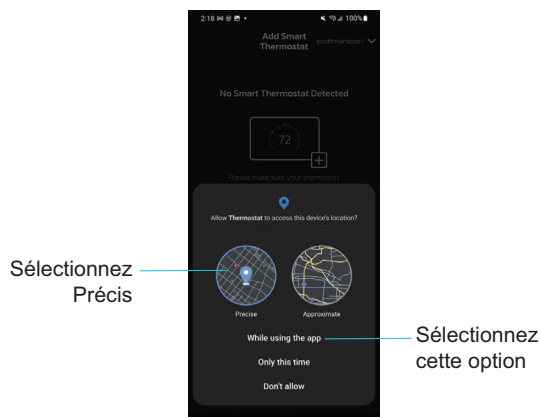 2:18
100%
Add Smart
Thermostat
scottmansoon
No Smart Thermostat Detected
72
Please make sure your thermostat
Allow Thermostat to access this device's location?
Sélectionnez
Précis
Precise
Approximate
While using the app
Sélectionnez
cette option
Only this time
Don't allow